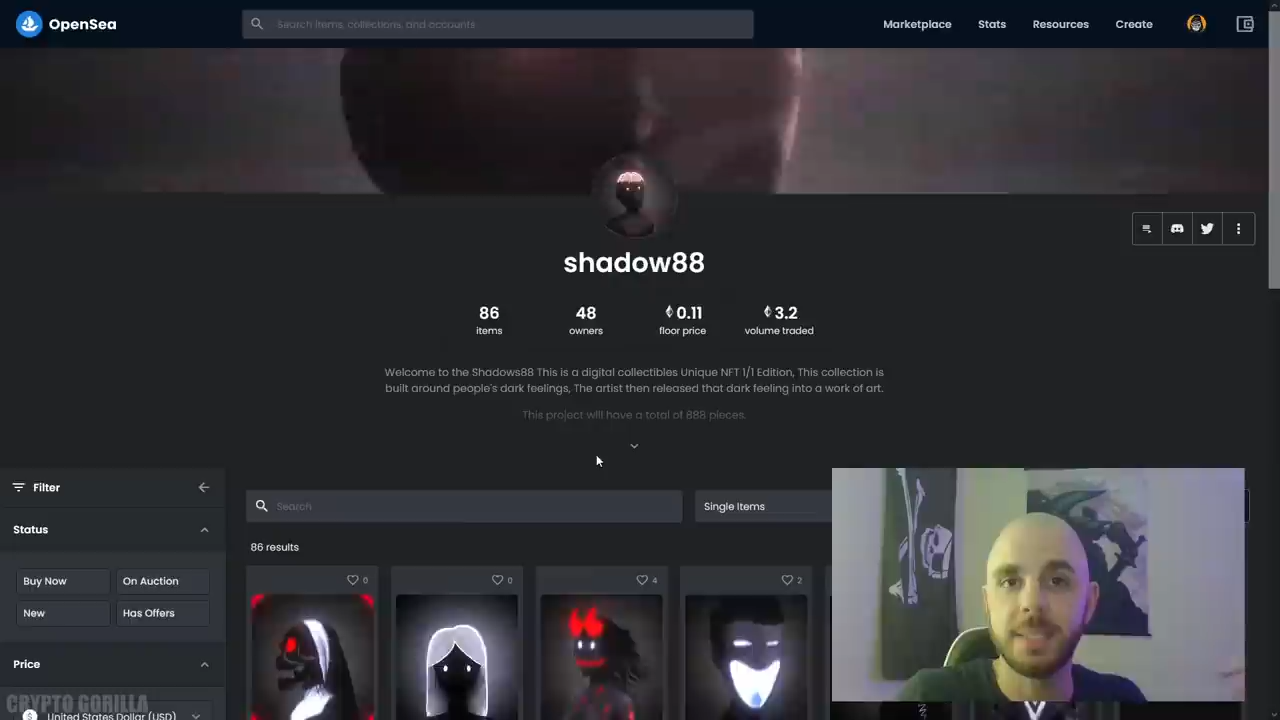 OpenSea
Search items, collections, and accounts
Marketplace
Stats
Resources
Create
shadow88
86
items
48
owners
0.11
floor price
3.2
volume traded
Welcome to the Shadows88 This is a digital collectibles Unique NFT 1/1 Edition, This collection is
built around people's dark feelings, The artist then released that dark feeling into a work of art.
This project will have a total of 888 pieces.
Filter
Search
Single Items
Status
86 results
Buy Now
On Auction
0
0
4
2
New
Has Offers
Price
CRYPTO GORILLA
United States Dollar (USD)